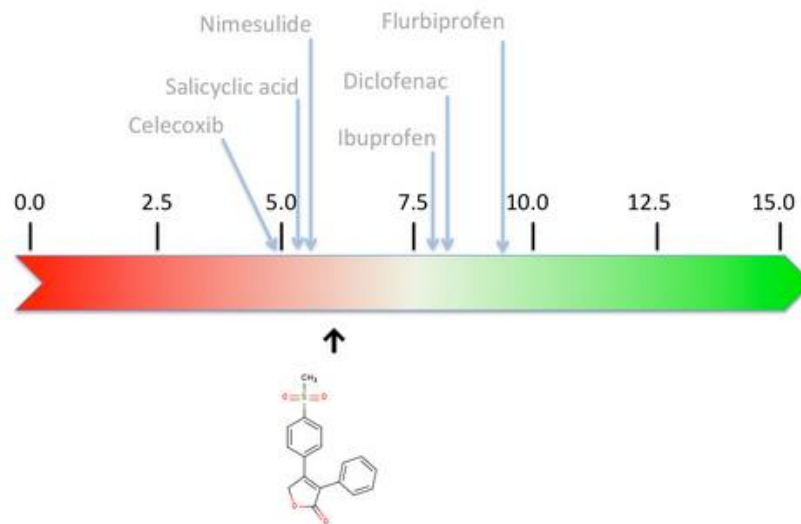 Nimesulide
Flurbiprofen
Salicyclic acid
Diclofenac
Celecoxib
Ibuprofen
0.0 2.5 5.0 7.5 10.0 12.5 15.0
CH₃
O S O
O
O